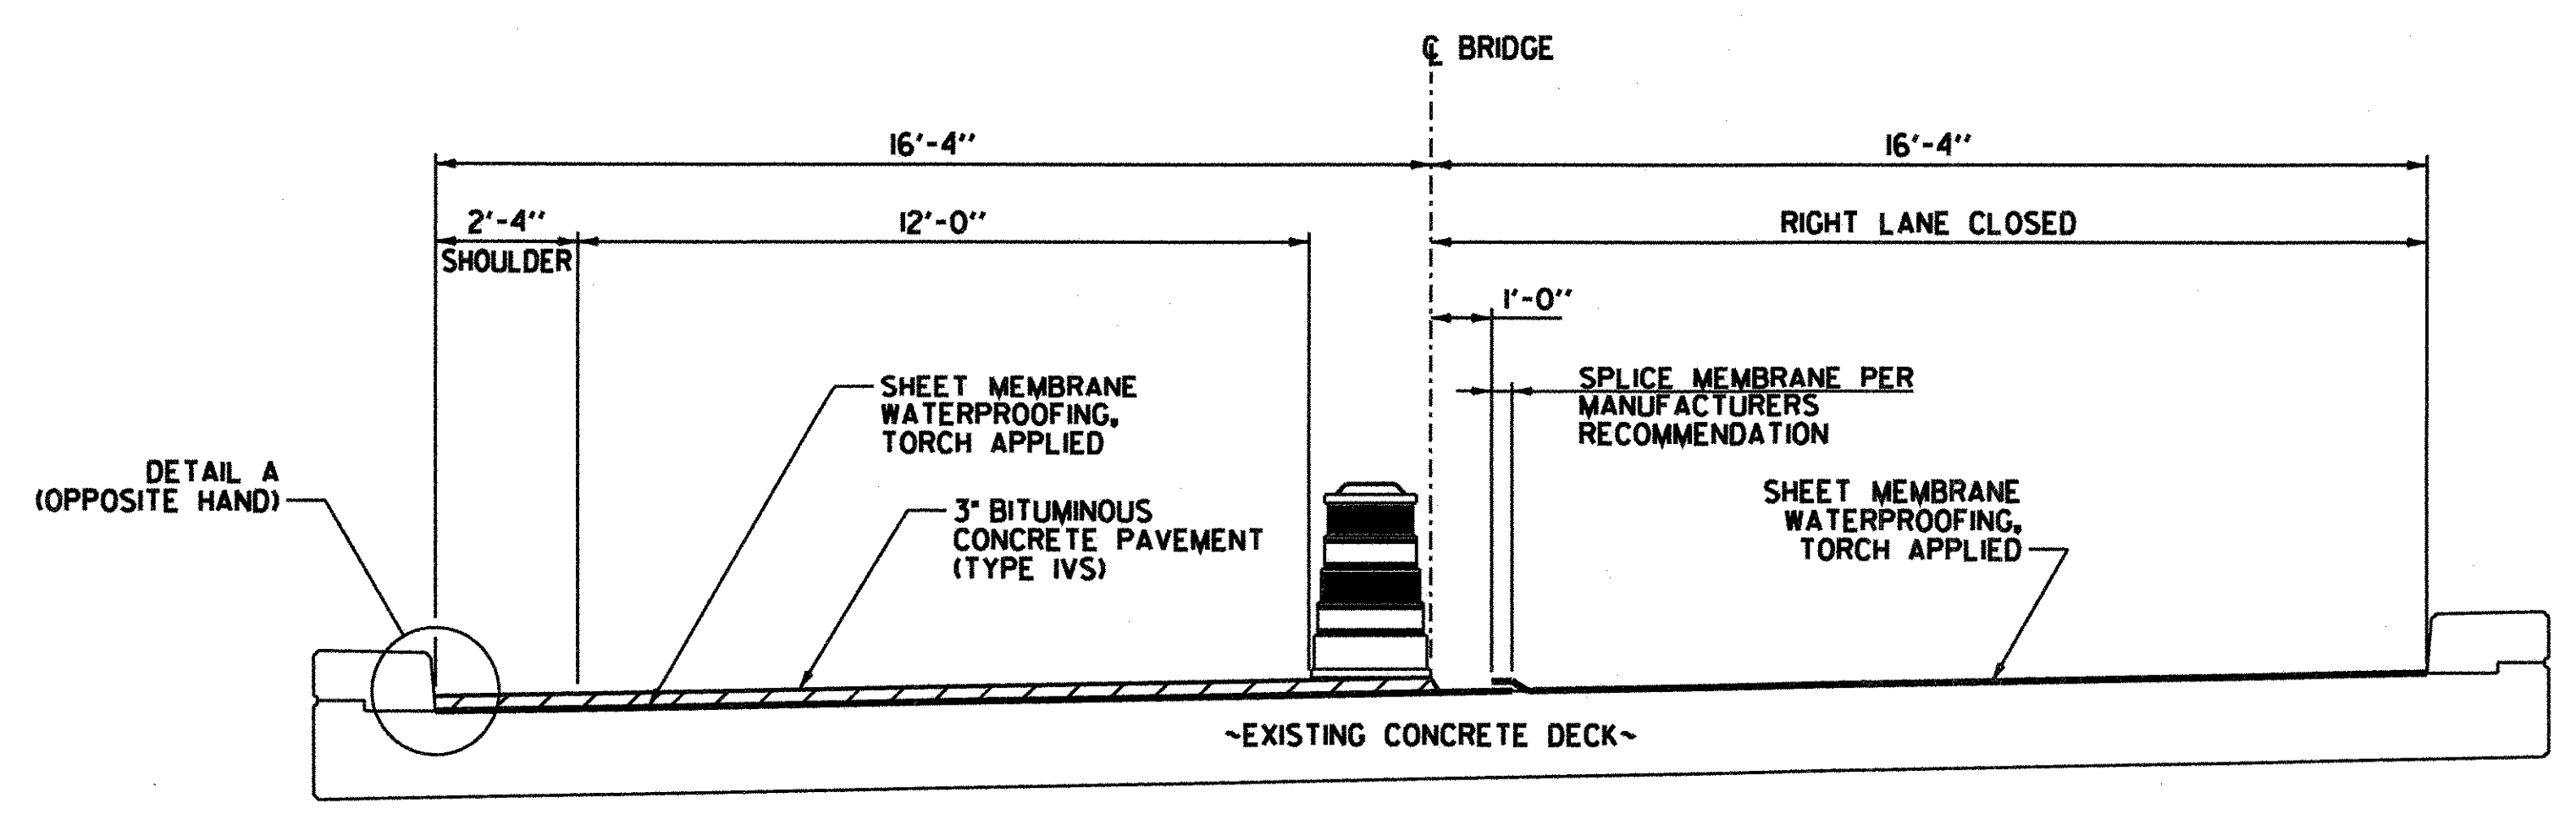 ℄ BRIDGE
16'-4"
16'-4"
2'-4"
12'-0"
RIGHT LANE CLOSED
SHOULDER
1'-0"
SHEET MEMBRANE
WATERPROOFING,
TORCH APPLIED
SPLICE MEMBRANE PER
MANUFACTURERS
RECOMMENDATION
DETAIL A
(OPPOSITE HAND)
3" BITUMINOUS
CONCRETE PAVEMENT
(TYPE IVS)
SHEET MEMBRANE
WATERPROOFING,
TORCH APPLIED
~EXISTING CONCRETE DECK~